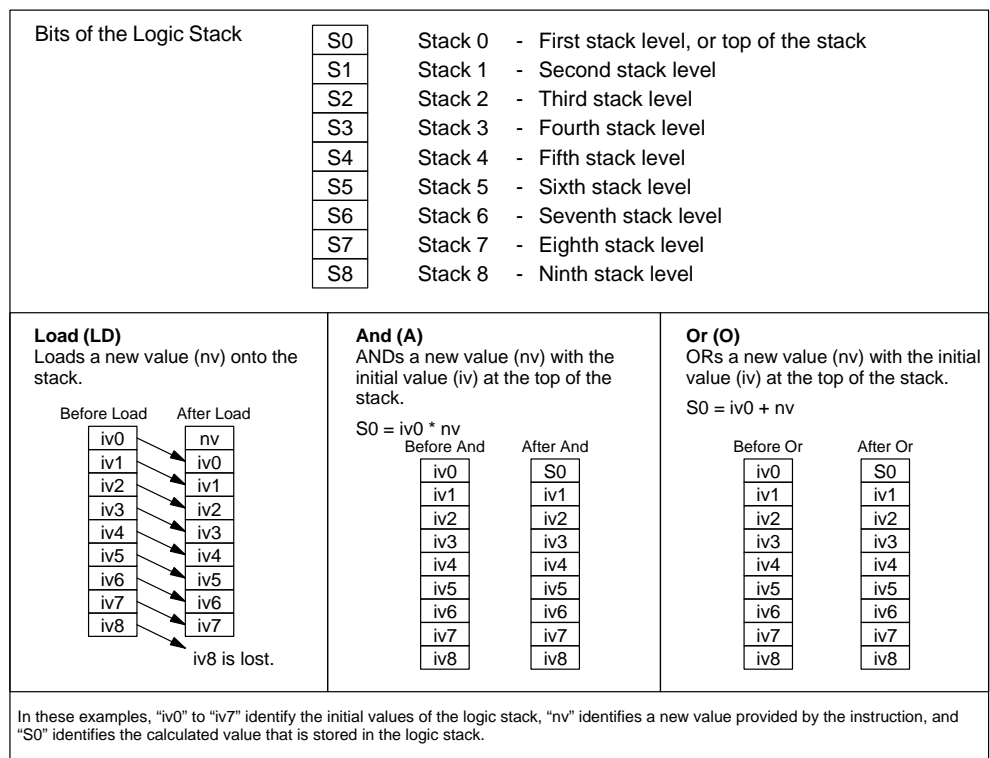 Bits of the Logic Stack
S0 Stack 0 - First stack level, or top of the stack
S1 Stack 1 - Second stack level
S2 Stack 2 - Third stack level
S3 Stack 3 - Fourth stack level
S4 Stack 4 - Fifth stack level
S5 Stack 5 - Sixth stack level
S6 Stack 6 - Seventh stack level
S7 Stack 7 - Eighth stack level
S8 Stack 8 - Ninth stack level
Load (LD)
Loads a new value (nv) onto the
stack.
Before Load After Load
iv0 nv
iv1 iv0
iv2 iv1
iv3 iv2
iv4 iv3
iv5 iv4
iv6 iv5
iv7 iv6
iv8 iv7
iv8 is lost.
And (A)
ANDs a new value (nv) with the
initial value (iv) at the top of the
stack.
S0 = iv0 * nv
Before And After And
iv0 S0
iv1 iv1
iv2 iv2
iv3 iv3
iv4 iv4
iv5 iv5
iv6 iv6
iv7 iv7
iv8 iv8
Or (O)
ORs a new value (nv) with the initial
value (iv) at the top of the stack.
S0 = iv0 + nv
Before Or After Or
iv0 S0
iv1 iv1
iv2 iv2
iv3 iv3
iv4 iv4
iv5 iv5
iv6 iv6
iv7 iv7
iv8 iv8
In these examples, “iv0” to “iv7” identify the initial values of the logic stack, “nv” identifies a new value provided by the instruction, and
“S0” identifies the calculated value that is stored in the logic stack.